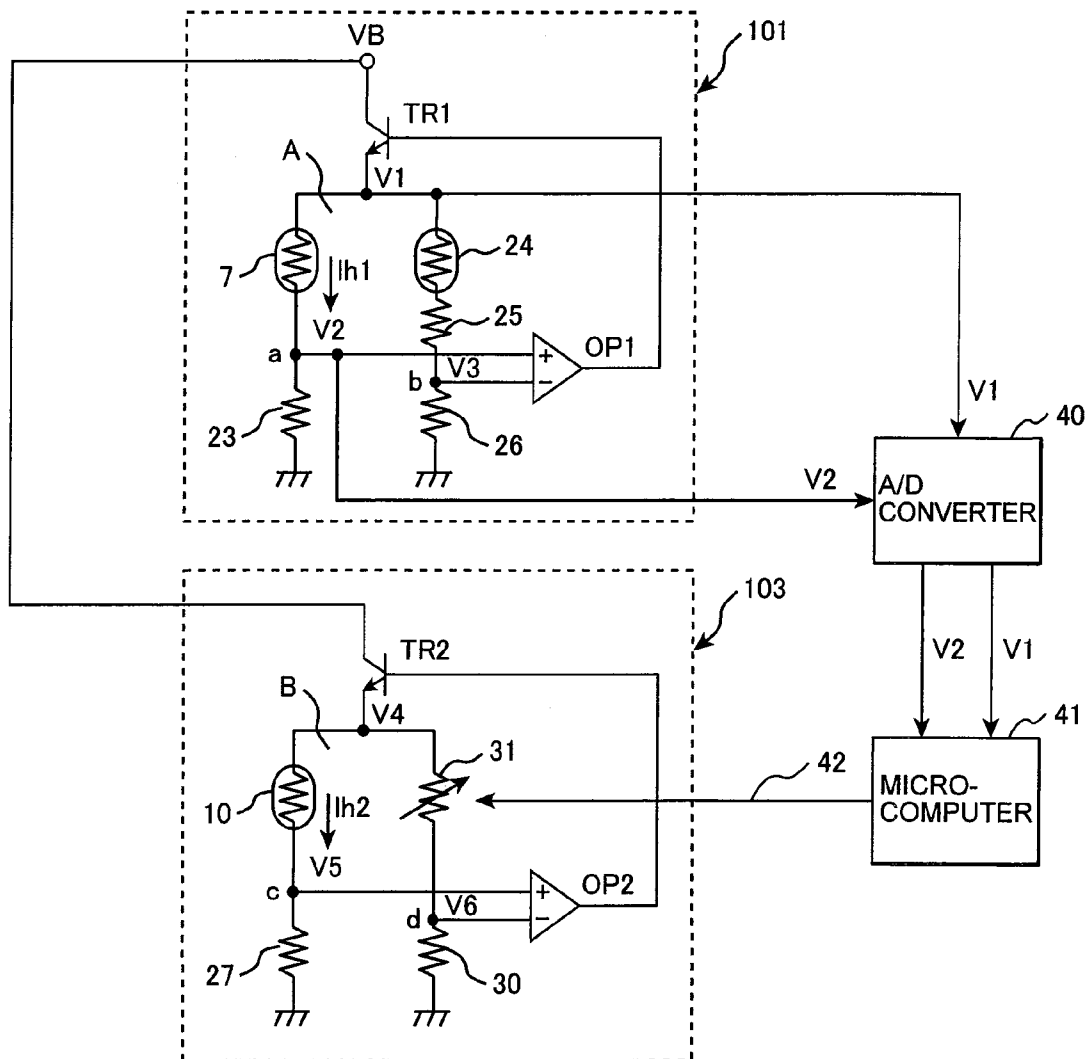 VB
101
TR1
A
V1
24
7
Ih1
25
V2
OP1
a
+
V3
b
−
V1
23
26
40
V2
A/D
CONVERTER
103
TR2
V2
V1
B
V4
41
31
42
MICRO-
COMPUTER
10
Ih2
V5
OP2
c
+
V6
d
−
27
30